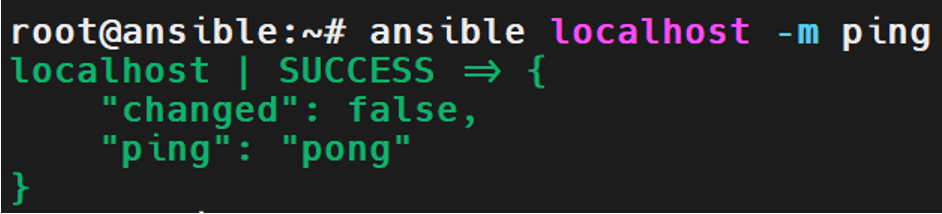 root@ansible:~# ansible localhost -m ping
localhost | SUCCESS => {
    "changed": false,
    "ping": "pong"
}